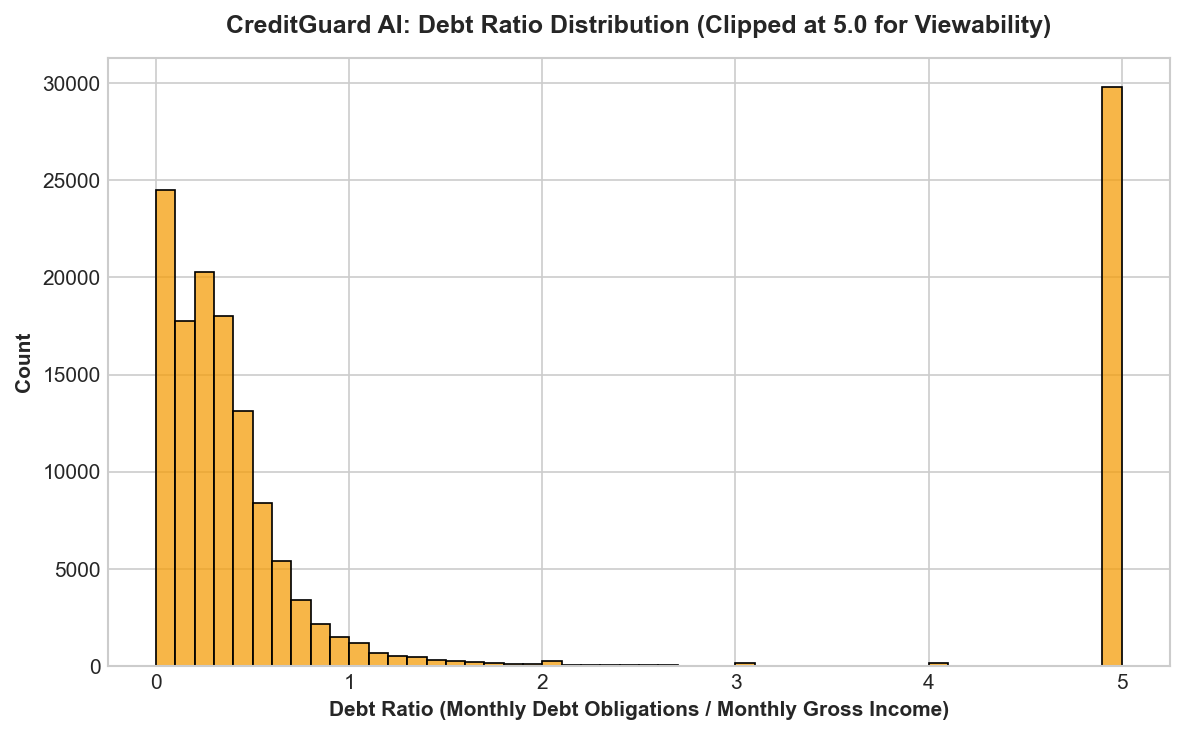 CreditGuard AI: Debt Ratio Distribution (Clipped at 5.0 for Viewability)
30000
25000
20000
15000
10000
5000
0
Count
0 1 2 3 4 5
Debt Ratio (Monthly Debt Obligations / Monthly Gross Income)